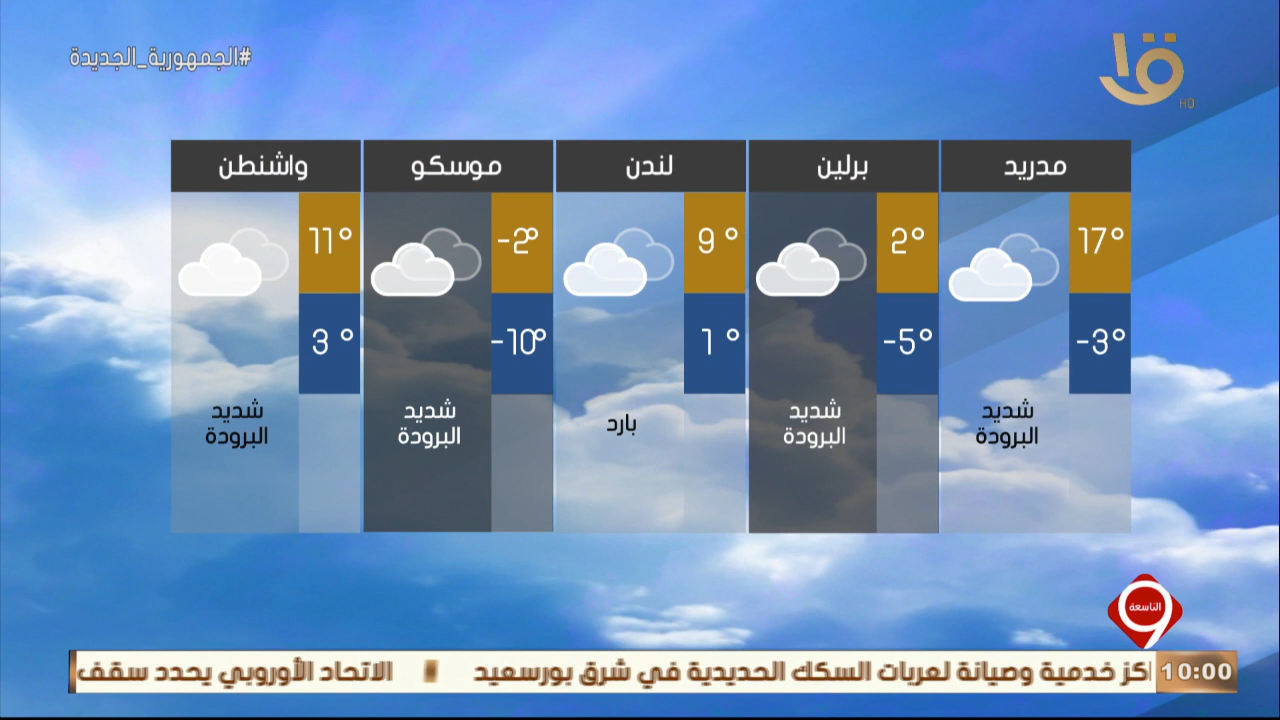 #الجمهورية_الجديدة
HD
مدريد
17°
-3°
شديد
البرودة
برلين
2°
-5°
شديد
البرودة
لندن
9°
1°
بارد
موسكو
-2°
-10°
شديد
البرودة
واشنطن
11°
3°
شديد
البرودة
التاسعة
9
10:00
اكز خدمية وصيانة لعربات السكك الحديدية في شرق بورسعيد
الاتحاد الأوروبي يحدد سقف